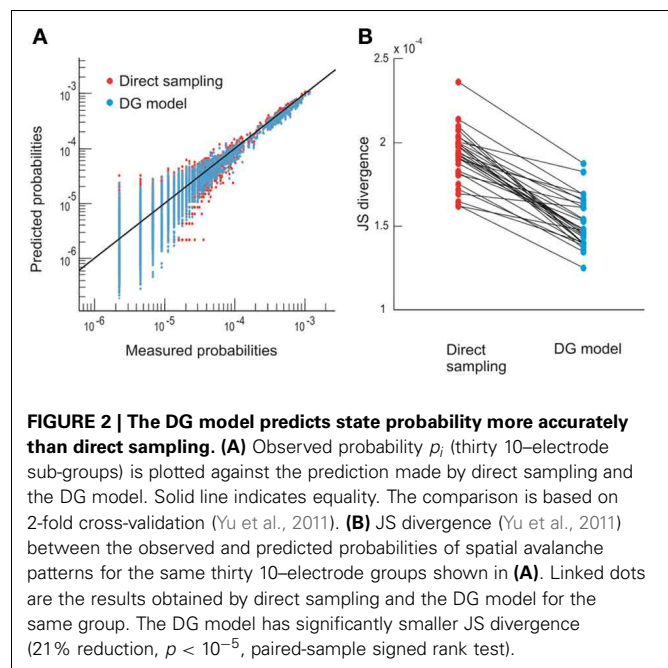 A
B
Direct sampling
DG model
Predicted probabilities
10^-3
10^-4
10^-5
10^-6
10^-6
10^-5
10^-4
10^-3
Measured probabilities
x 10^-4
2.5
2
1.5
1
JS divergence
Direct
sampling
DG model
FIGURE 2 | The DG model predicts state probability more accurately
than direct sampling. (A) Observed probability p_i (thirty 10–electrode
sub-groups) is plotted against the prediction made by direct sampling and
the DG model. Solid line indicates equality. The comparison is based on
2-fold cross-validation (Yu et al., 2011). (B) JS divergence (Yu et al., 2011)
between the observed and predicted probabilities of spatial avalanche
patterns for the same thirty 10–electrode groups shown in (A). Linked dots
are the results obtained by direct sampling and the DG model for the
same group. The DG model has significantly smaller JS divergence
(21% reduction, p < 10^-5, paired-sample signed rank test).